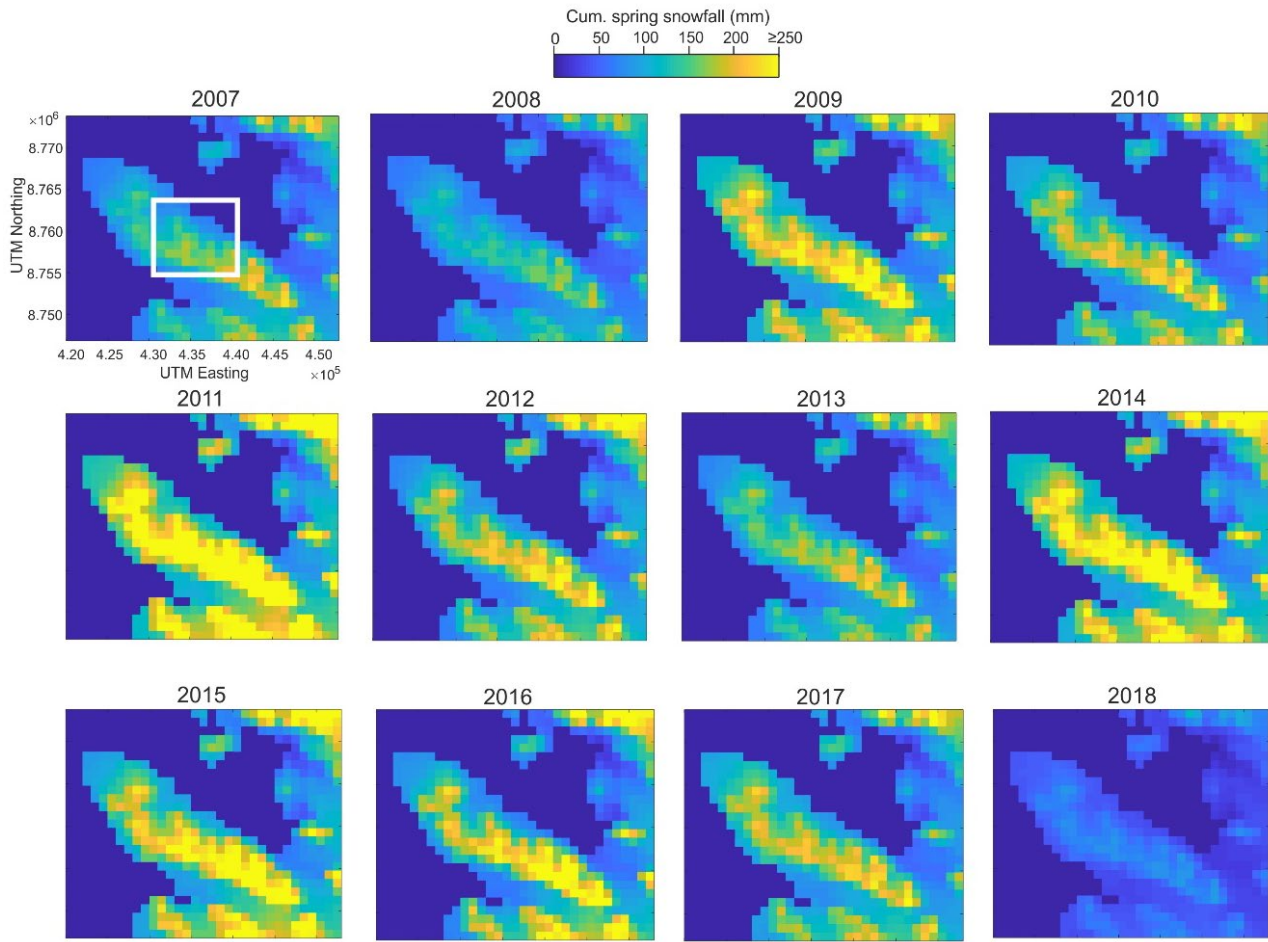 Cum. spring snowfall (mm)
0 50 100 150 200 ≥250
2007 2008 2009 2010
×10⁶
8.770
8.765
8.760
8.755
8.750
UTM Northing
4.20 4.25 4.30 4.35 4.40 4.45 4.50
UTM Easting ×10⁵
2011 2012 2013 2014
2015 2016 2017 2018